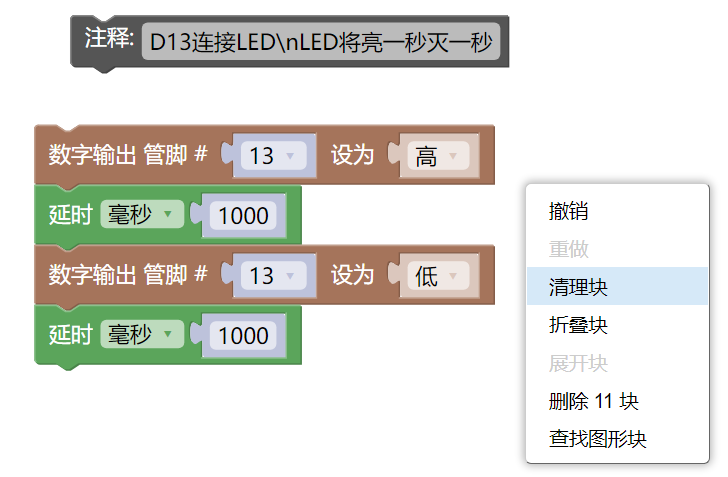 注释: D13连接LED\nLED将亮一秒灭一秒
数字输出 管脚 # 13 设为 高
延时 毫秒 1000
数字输出 管脚 # 13 设为 低
延时 毫秒 1000
撤销
重做
清理块
折叠块
展开块
删除 11 块
查找图形块